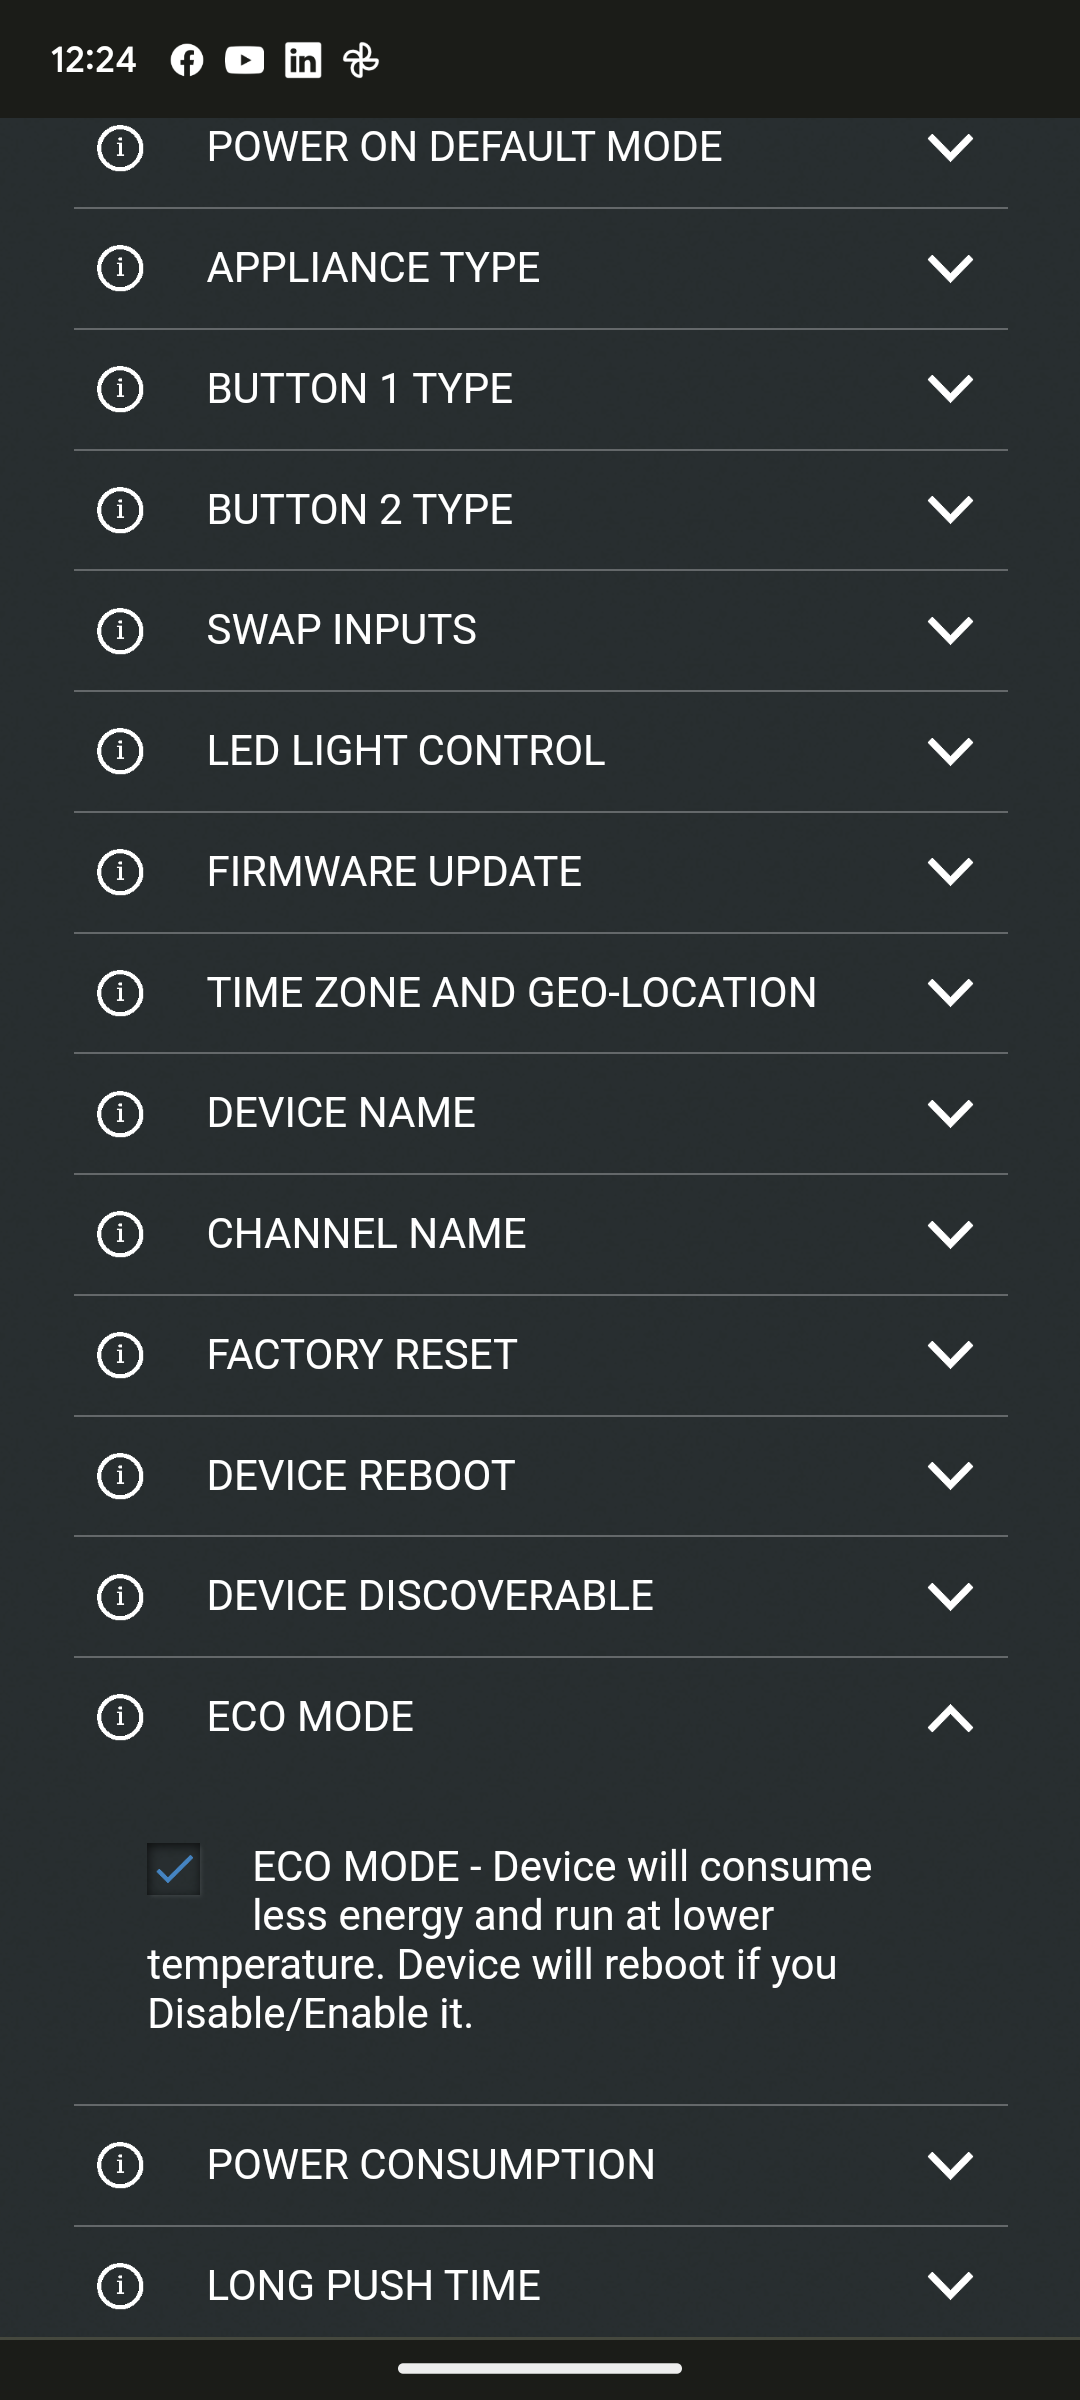 12:24
POWER ON DEFAULT MODE
APPLIANCE TYPE
BUTTON 1 TYPE
BUTTON 2 TYPE
SWAP INPUTS
LED LIGHT CONTROL
FIRMWARE UPDATE
TIME ZONE AND GEO-LOCATION
DEVICE NAME
CHANNEL NAME
FACTORY RESET
DEVICE REBOOT
DEVICE DISCOVERABLE
ECO MODE
ECO MODE - Device will consume
less energy and run at lower
temperature. Device will reboot if you
Disable/Enable it.
POWER CONSUMPTION
LONG PUSH TIME